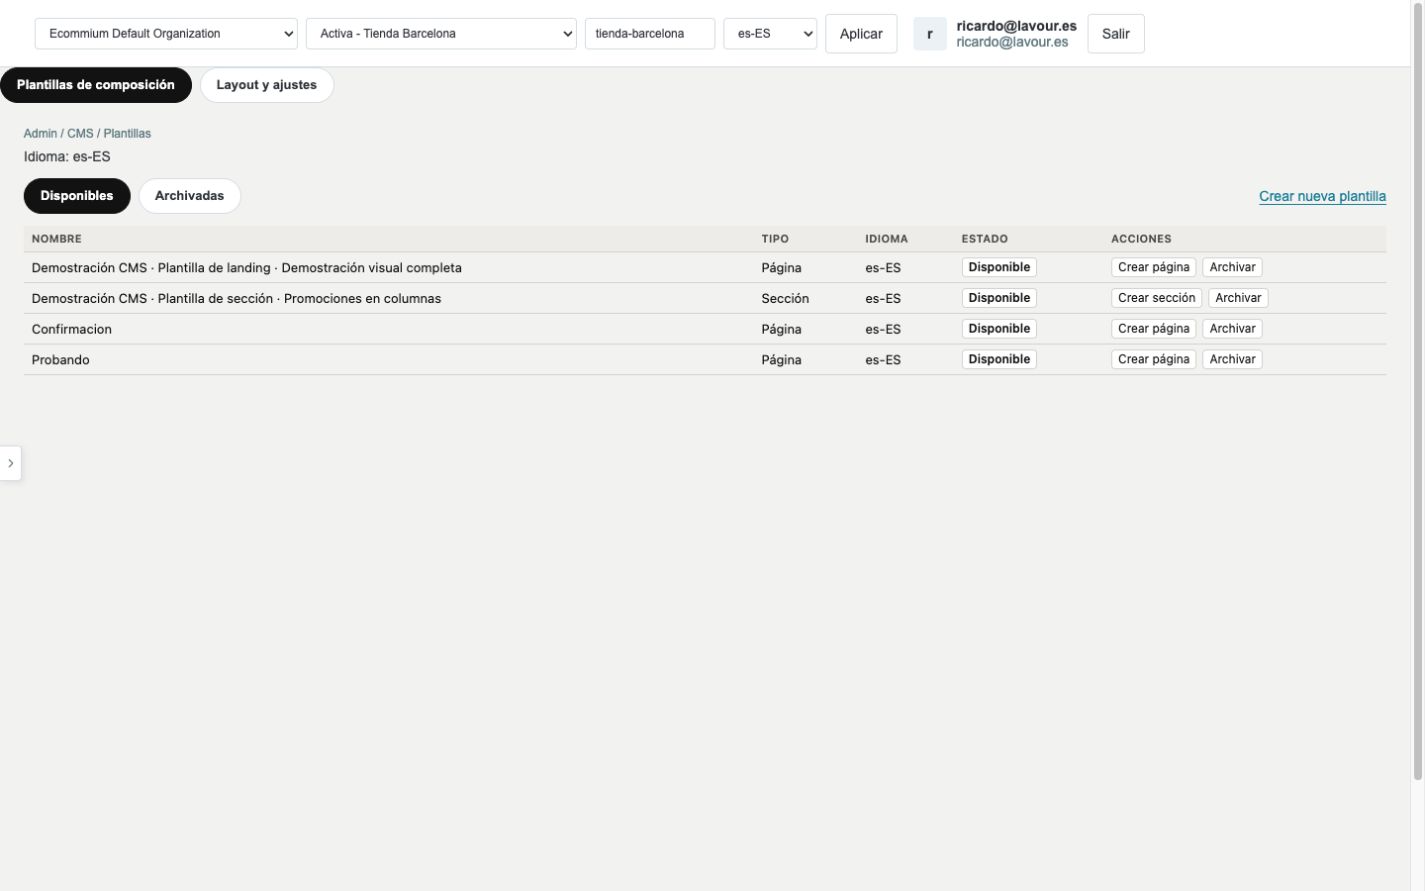 Ecommium Default Organization
Activa - Tienda Barcelona
tienda-barcelona
es-ES
Aplicar
r
ricardo@lavour.es
ricardo@lavour.es
Salir
Plantillas de composición
Layout y ajustes
Admin / CMS / Plantillas
Idioma: es-ES
Disponibles
Archivadas
Crear nueva plantilla
NOMBRE TIPO IDIOMA ESTADO ACCIONES
Demostración CMS · Plantilla de landing · Demostración visual completa Página es-ES Disponible Crear página Archivar
Demostración CMS · Plantilla de sección · Promociones en columnas Sección es-ES Disponible Crear sección Archivar
Confirmacion Página es-ES Disponible Crear página Archivar
Probando Página es-ES Disponible Crear página Archivar